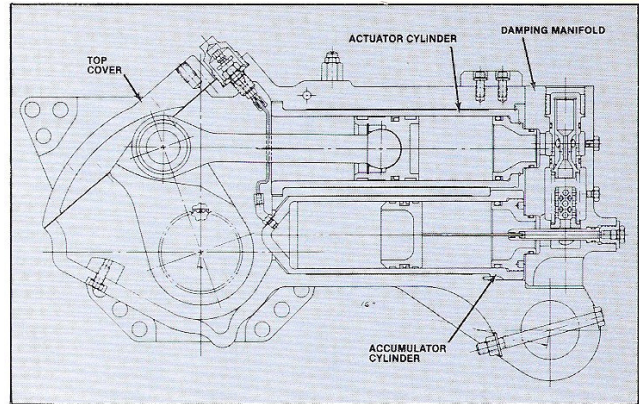 ACTUATOR CYLINDER
DAMPING MANIFOLD
TOP
COVER
ACCUMULATOR
CYLINDER